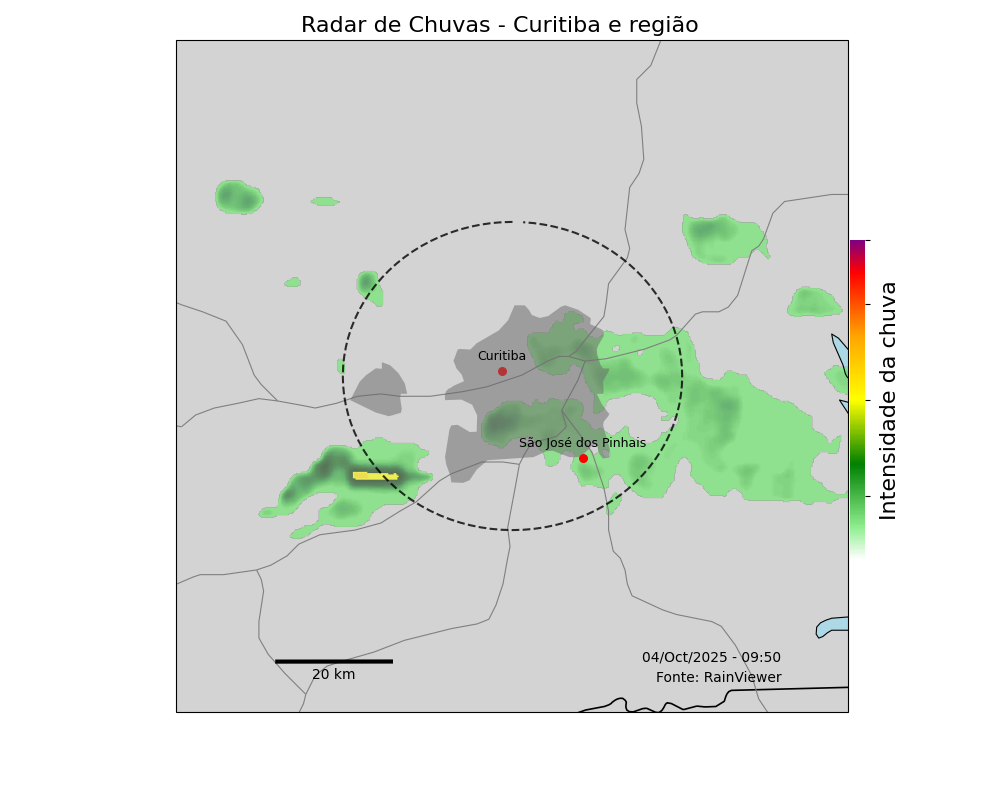 Radar de Chuvas - Curitiba e região
Curitiba
São José dos Pinhais
Intensidade da chuva
04/Oct/2025 - 09:50
Fonte: RainViewer
20 km